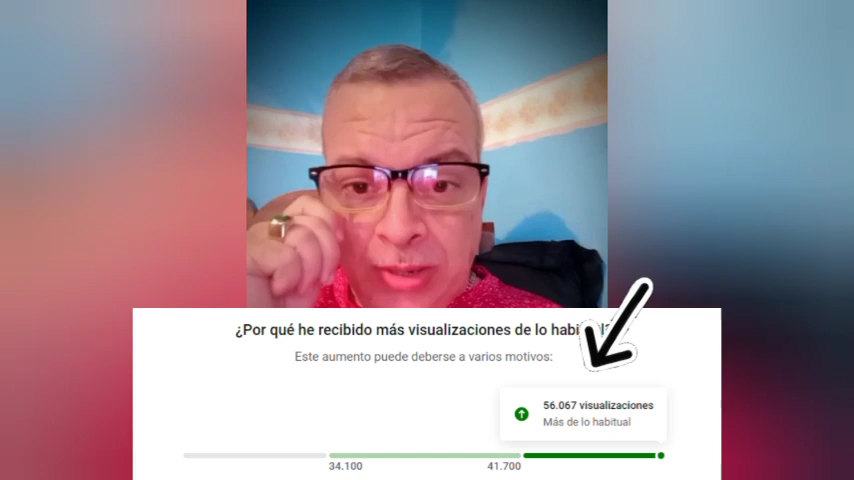 ¿Por qué he recibido más visualizaciones de lo habitual?
Este aumento puede deberse a varios motivos:
56.067 visualizaciones
Más de lo habitual
34.100
41.700